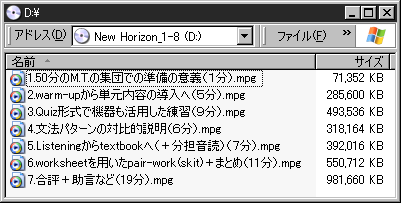 D:¥
アドレス(D) New Horizon_1-8 (D:) ファイル(F) »
名前 サイズ
1.50分のM.T.の集団での準備の意義(1分).mpg 71,352 KB
2.warm-upから単元内容の導入へ(5分).mpg 285,600 KB
3.Quiz形式で機器も活用した練習(9分).mpg 493,536 KB
4.文法パターンの対比的説明(6分).mpg 318,164 KB
5.Listeningからtextbookへ(＋分担音読)(7分).mpg 392,016 KB
6.worksheetを用いたpair-work(skit)＋まとめ(11分).mpg 550,712 KB
7.合評＋助言など(19分).mpg 981,660 KB